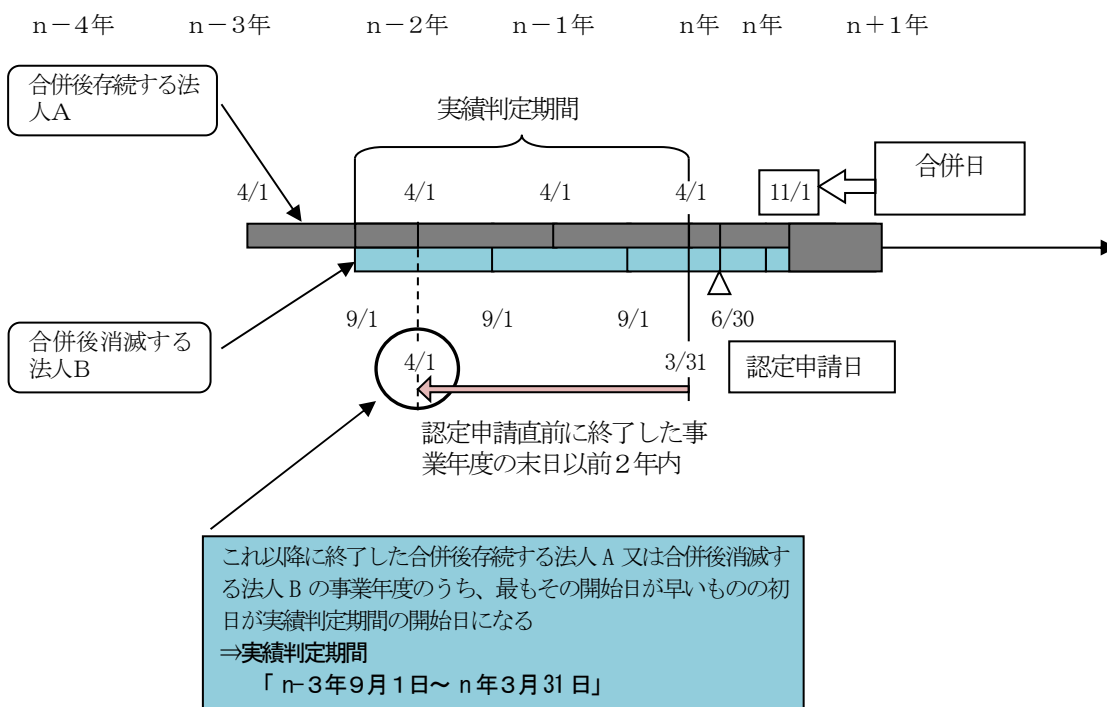 n－4年 n－3年 n－2年 n－1年 n年 n年 n＋1年
合併後存続する法
人A
実績判定期間
合併日
4/1 4/1 4/1 4/1 11/1
9/1 9/1 9/1 6/30
合併後消滅する
法人B
4/1 3/31 認定申請日
認定申請直前に終了した事
業年度の末日以前２年内
これ以降に終了した合併後存続する法人 A 又は合併後消滅す
る法人 B の事業年度のうち、最もその開始日が早いものの初
日が実績判定期間の開始日になる
⇒実績判定期間
「 n-３年９月１日～ n 年３月 31 日」